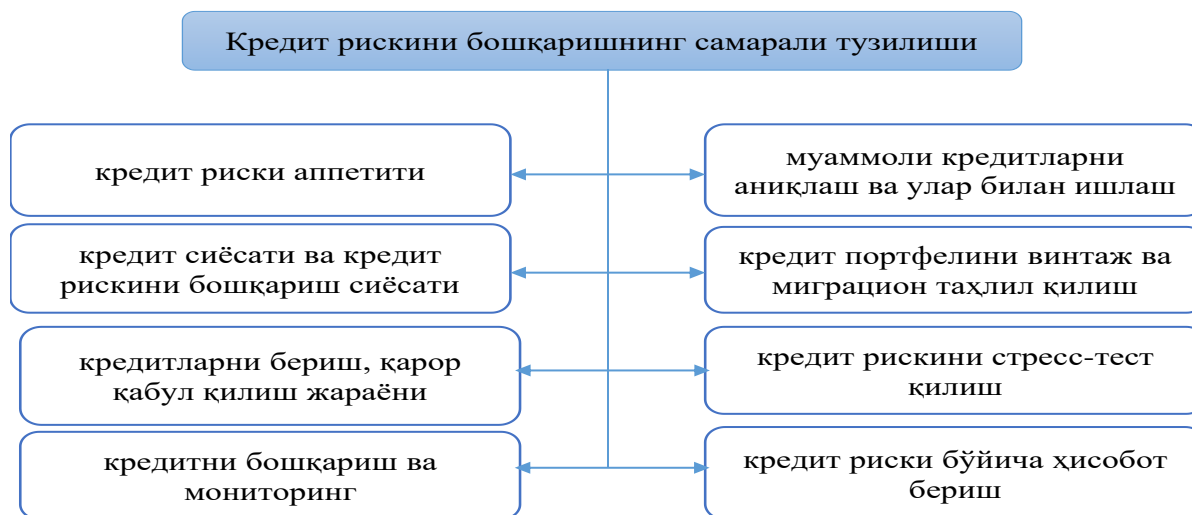 Кредит рискини бошқаришнинг самарали тузилиши
кредит риски аппетити
муаммоли кредитларни
аниқлаш ва улар билан ишлаш
кредит сиёсати ва кредит
рискини бошқариш сиёсати
кредит портфелини винтаж ва
миграцион таҳлил қилиш
кредитларни бериш, қарор
қабул қилиш жараёни
кредит рискини стресс-тест
қилиш
кредитни бошқариш ва
мониторинг
кредит риски бўйича ҳисобот
бериш